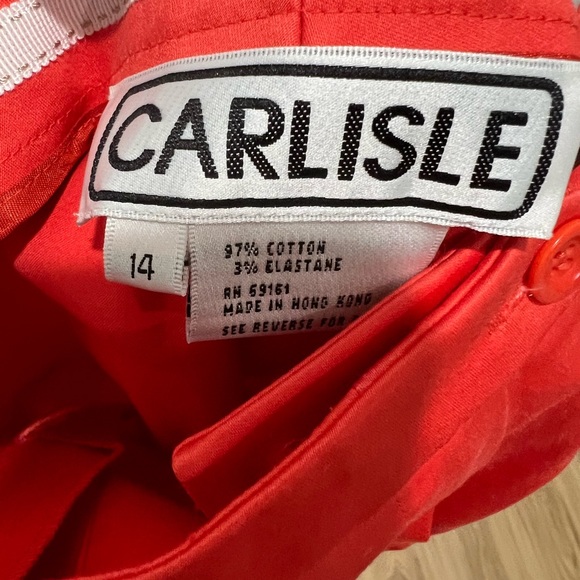 CARLISLE
14
97% COTTON
3% ELASTANE
RN 69161
MADE IN HONG KONG
SEE REVERSE FOR